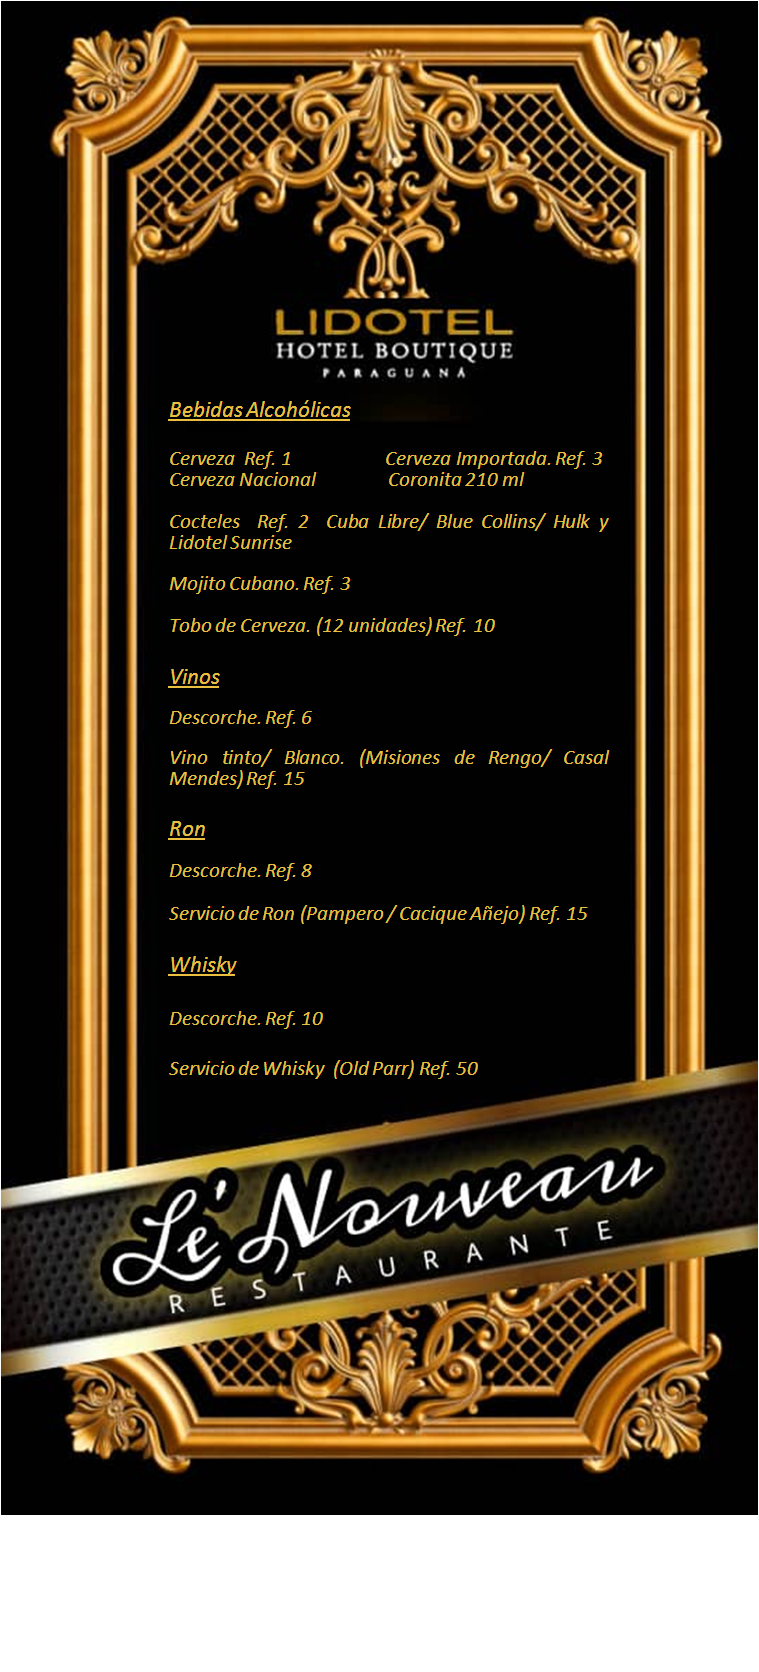 LIDOTEL
HOTEL BOUTIQUE
PARAGUANÁ
Bebidas Alcohólicas
Cerveza Ref. 1 Cerveza Importada. Ref. 3
Cerveza Nacional Coronita 210 ml
Cocteles Ref. 2 Cuba Libre/ Blue Collins/ Hulk y
Lidotel Sunrise
Mojito Cubano. Ref. 3
Tobo de Cerveza. (12 unidades) Ref. 10
Vinos
Descorche. Ref. 6
Vino tinto/ Blanco. (Misiones de Rengo/ Casal
Mendes) Ref. 15
Ron
Descorche. Ref. 8
Servicio de Ron (Pampero / Cacique Añejo) Ref. 15
Whisky
Descorche. Ref. 10
Servicio de Whisky (Old Parr) Ref. 50
Le' Nouveau
RESTAURANTE